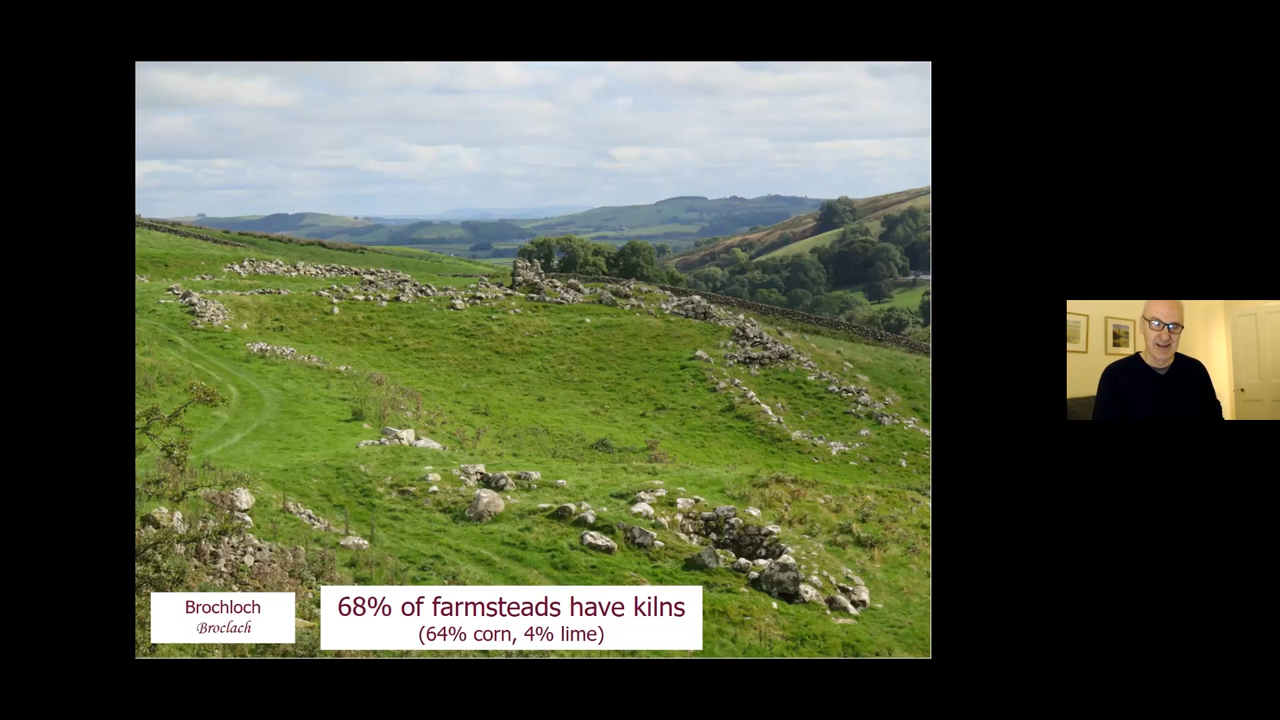 Brochloch
Broclach
68% of farmsteads have kilns
(64% corn, 4% lime)